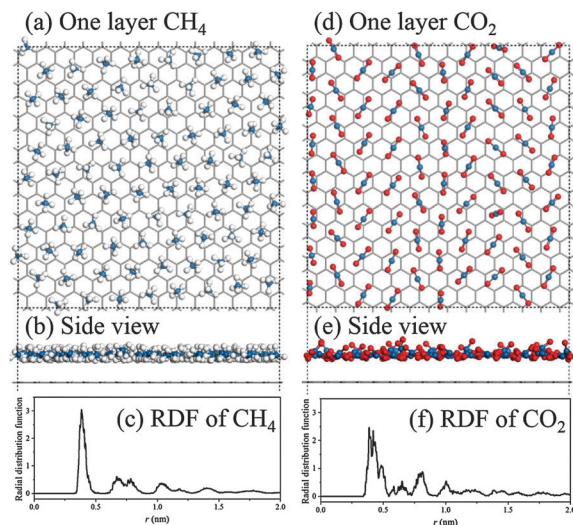 (a) One layer CH₄
(d) One layer CO₂
(b) Side view
(e) Side view
(c) RDF of CH₄
Radial distribution function
3
2
1
0
0.0 0.5 1.0 1.5 2.0
r (nm)
(f) RDF of CO₂
Radial distribution function
3
2
1
0
0.0 0.5 1.0 1.5 2.0
r (nm)